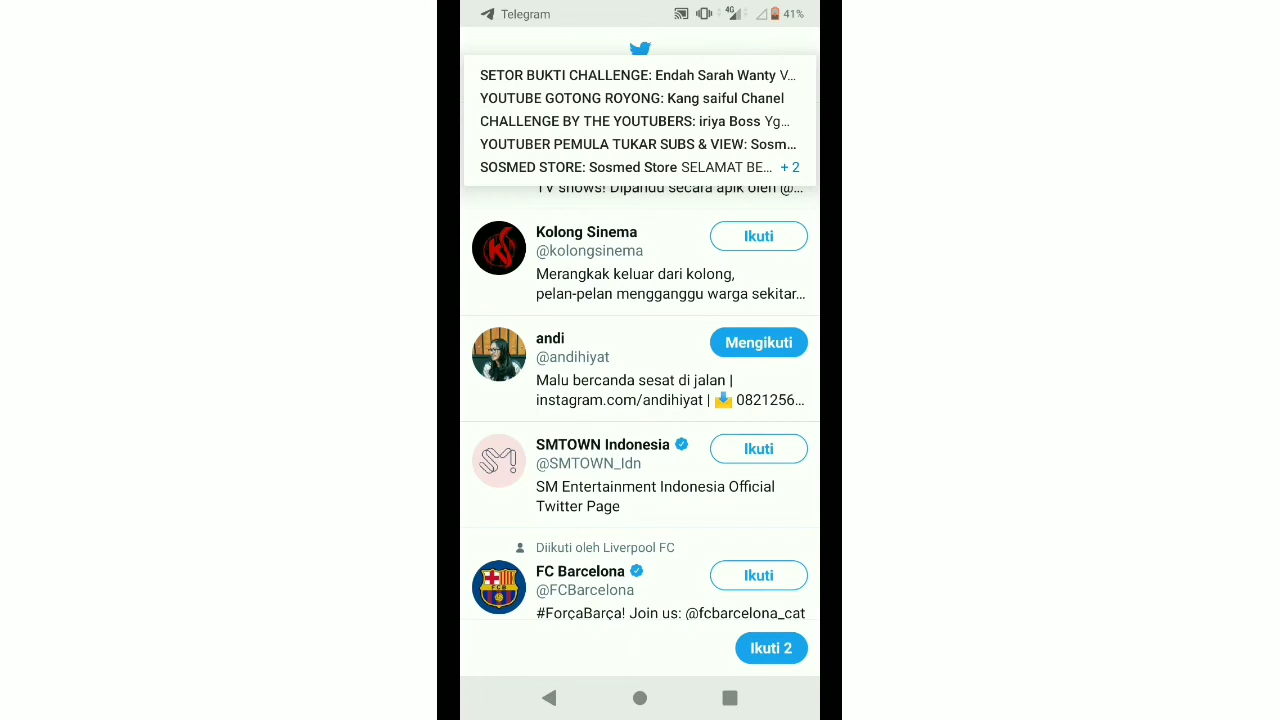 Telegram
4G
41%
SETOR BUKTI CHALLENGE: Endah Sarah Wanty V...
YOUTUBE GOTONG ROYONG: Kang saiful Chanel
CHALLENGE BY THE YOUTUBERS: iriya Boss Yg...
YOUTUBER PEMULA TUKAR SUBS & VIEW: Sosm...
SOSMED STORE: Sosmed Store SELAMAT BE... + 2
TV shows! Dipandu secara apik oleh @...
Kolong Sinema
Ikuti
@kolongsinema
Merangkak keluar dari kolong,
pelan-pelan mengganggu warga sekitar...
andi
Mengikuti
@andihiyat
Malu bercanda sesat di jalan |
instagram.com/andihiyat | 📩 0821256...
SMTOWN Indonesia
Ikuti
@SMTOWN_Idn
SM!
SM Entertainment Indonesia Official
Twitter Page
Diikuti oleh Liverpool FC
FC Barcelona
Ikuti
@FCBarcelona
FCB
#ForçaBarça! Join us: @fcbarcelona_cat
Ikuti 2